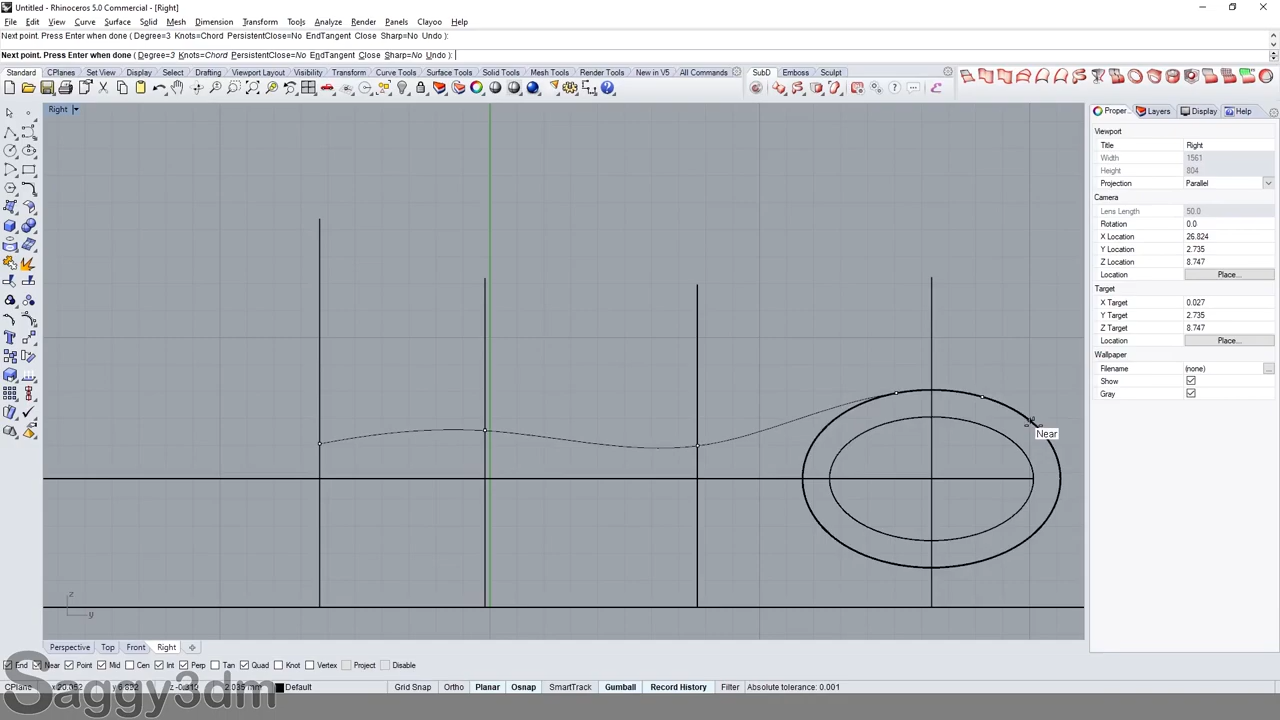 Untitled - Rhinoceros 5.0 Commercial - [Right]
File Edit View Curve Surface Solid Mesh Dimension Transform Tools Analyze Render Panels Clayoo Help
Next point. Press Enter when done ( Degree=3 Knots=Chord PersistentClose=No EndTangent Close Sharp=No Undo ):
Next point. Press Enter when done ( Degree=3 Knots=Chord PersistentClose=No EndTangent Close Sharp=No Undo ):
Standard CPlanes Set View Display Select Drafting Viewport Layout Visibility Transform Curve Tools Surface Tools Solid Tools Mesh Tools Render Tools New in V5 All Commands SubD Emboss Sculpt
Right
Proper... Layers Display Help
Viewport
Title Right
Width 1561
Height 804
Projection Parallel
Camera
Lens Length 50.0
Rotation 0.0
X Location 26.824
Y Location 2.735
Z Location 8.747
Location Place...
Target
X Target 0.027
Y Target 2.735
Z Target 8.747
Location Place...
Wallpaper
Filename (none) ...
Show
Gray
Near
z
y
Perspective Top Front Right
End Near Point Mid Cen Int Perp Tan Quad Knot Vertex Project Disable
CPlane Default Grid Snap Ortho Planar Osnap SmartTrack Gumball Record History Filter Absolute tolerance: 0.001
Saggy3dm